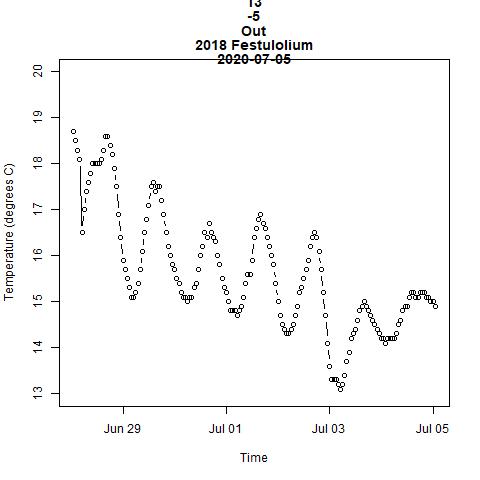 13
-5
Out
2018 Festulolium
2020-07-05
20
19
18
17
16
15
14
13
Temperature (degrees C)
Jun 29
Jul 01
Jul 03
Jul 05
Time